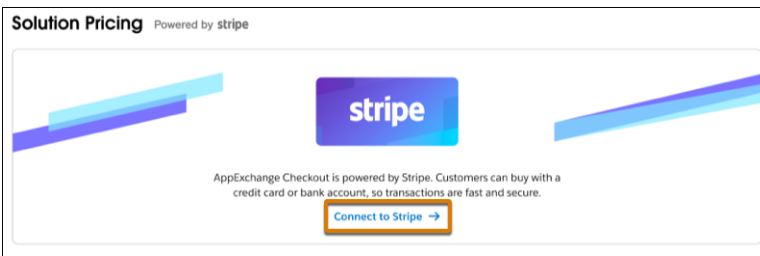 Solution Pricing Powered by stripe
stripe
AppExchange Checkout is powered by Stripe. Customers can buy with a
credit card or bank account, so transactions are fast and secure.
Connect to Stripe →